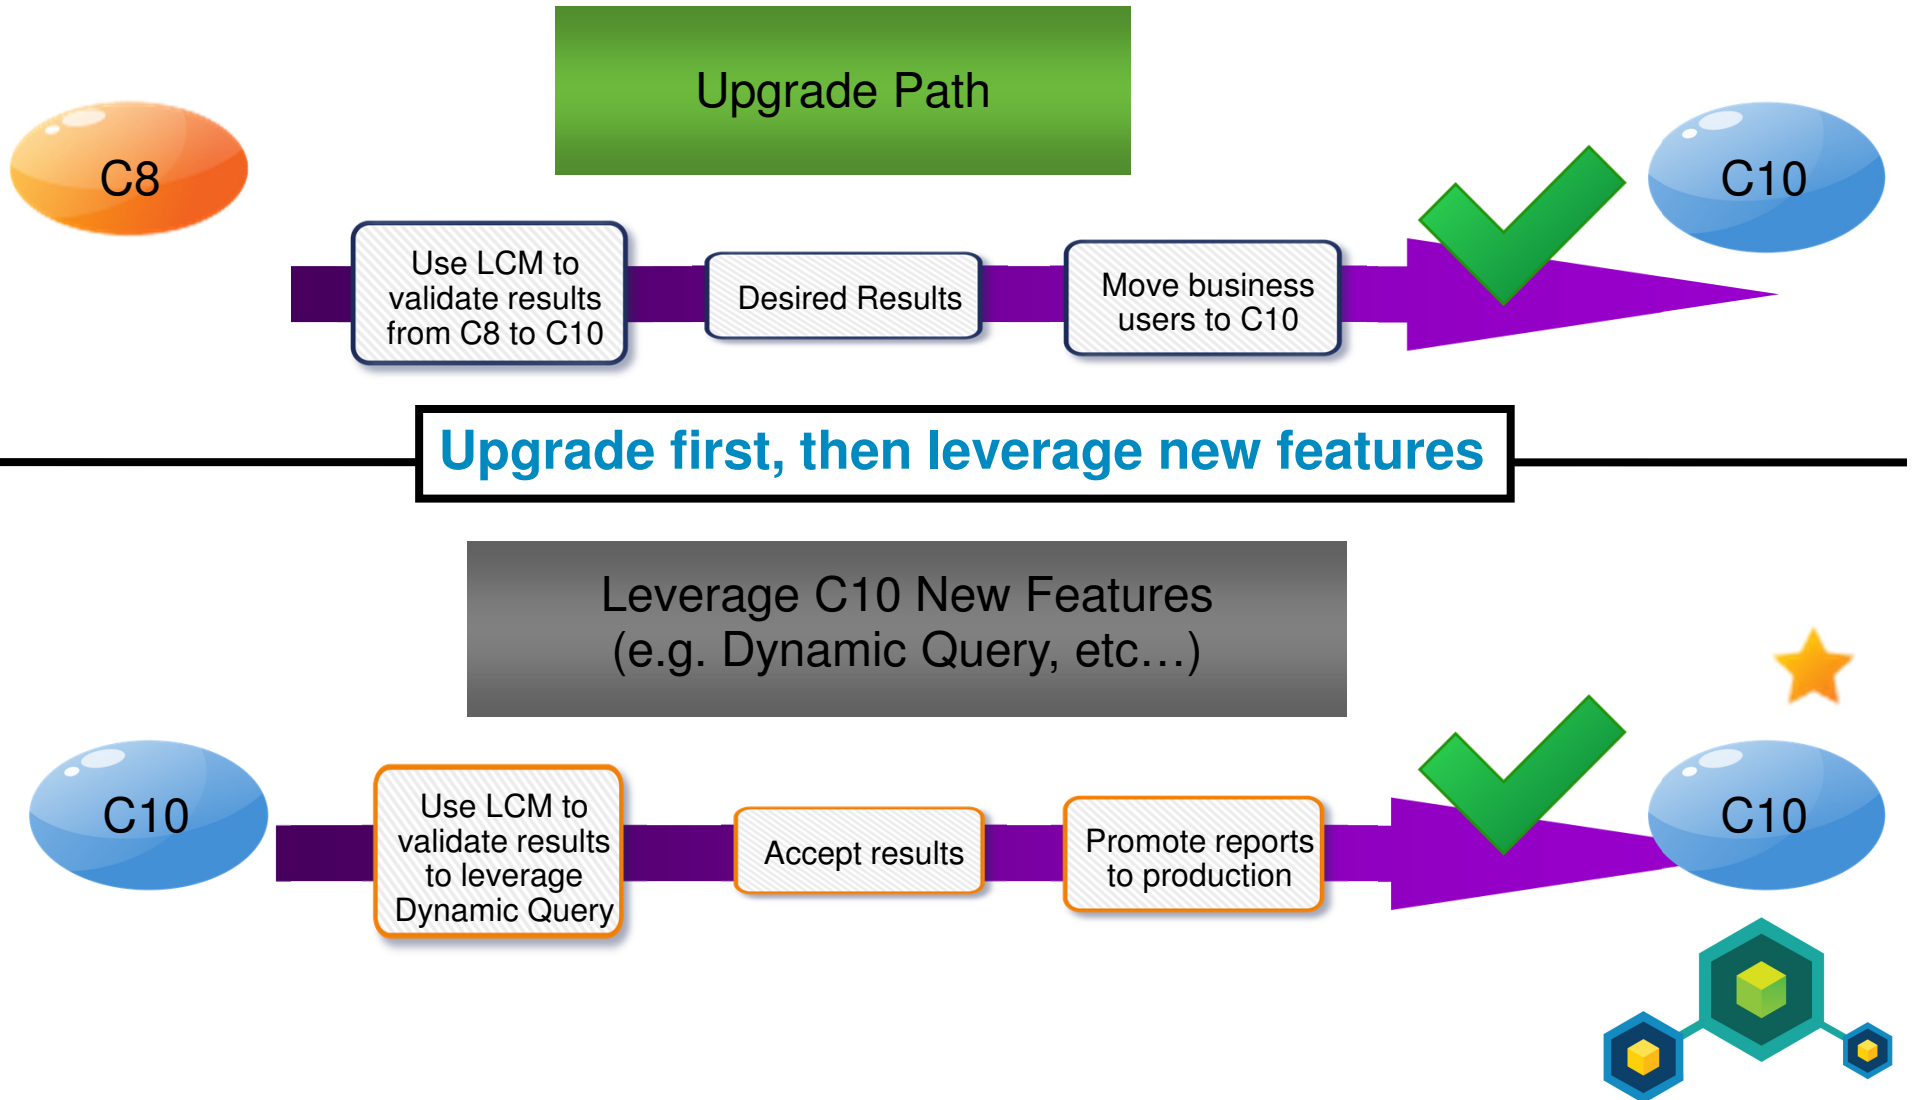 Upgrade Path
C8
C10
Use LCM to
validate results
from C8 to C10
Desired Results
Move business
users to C10
Upgrade first, then leverage new features
Leverage C10 New Features
(e.g. Dynamic Query, etc…)
C10
C10
Use LCM to
validate results
to leverage
Dynamic Query
Accept results
Promote reports
to production